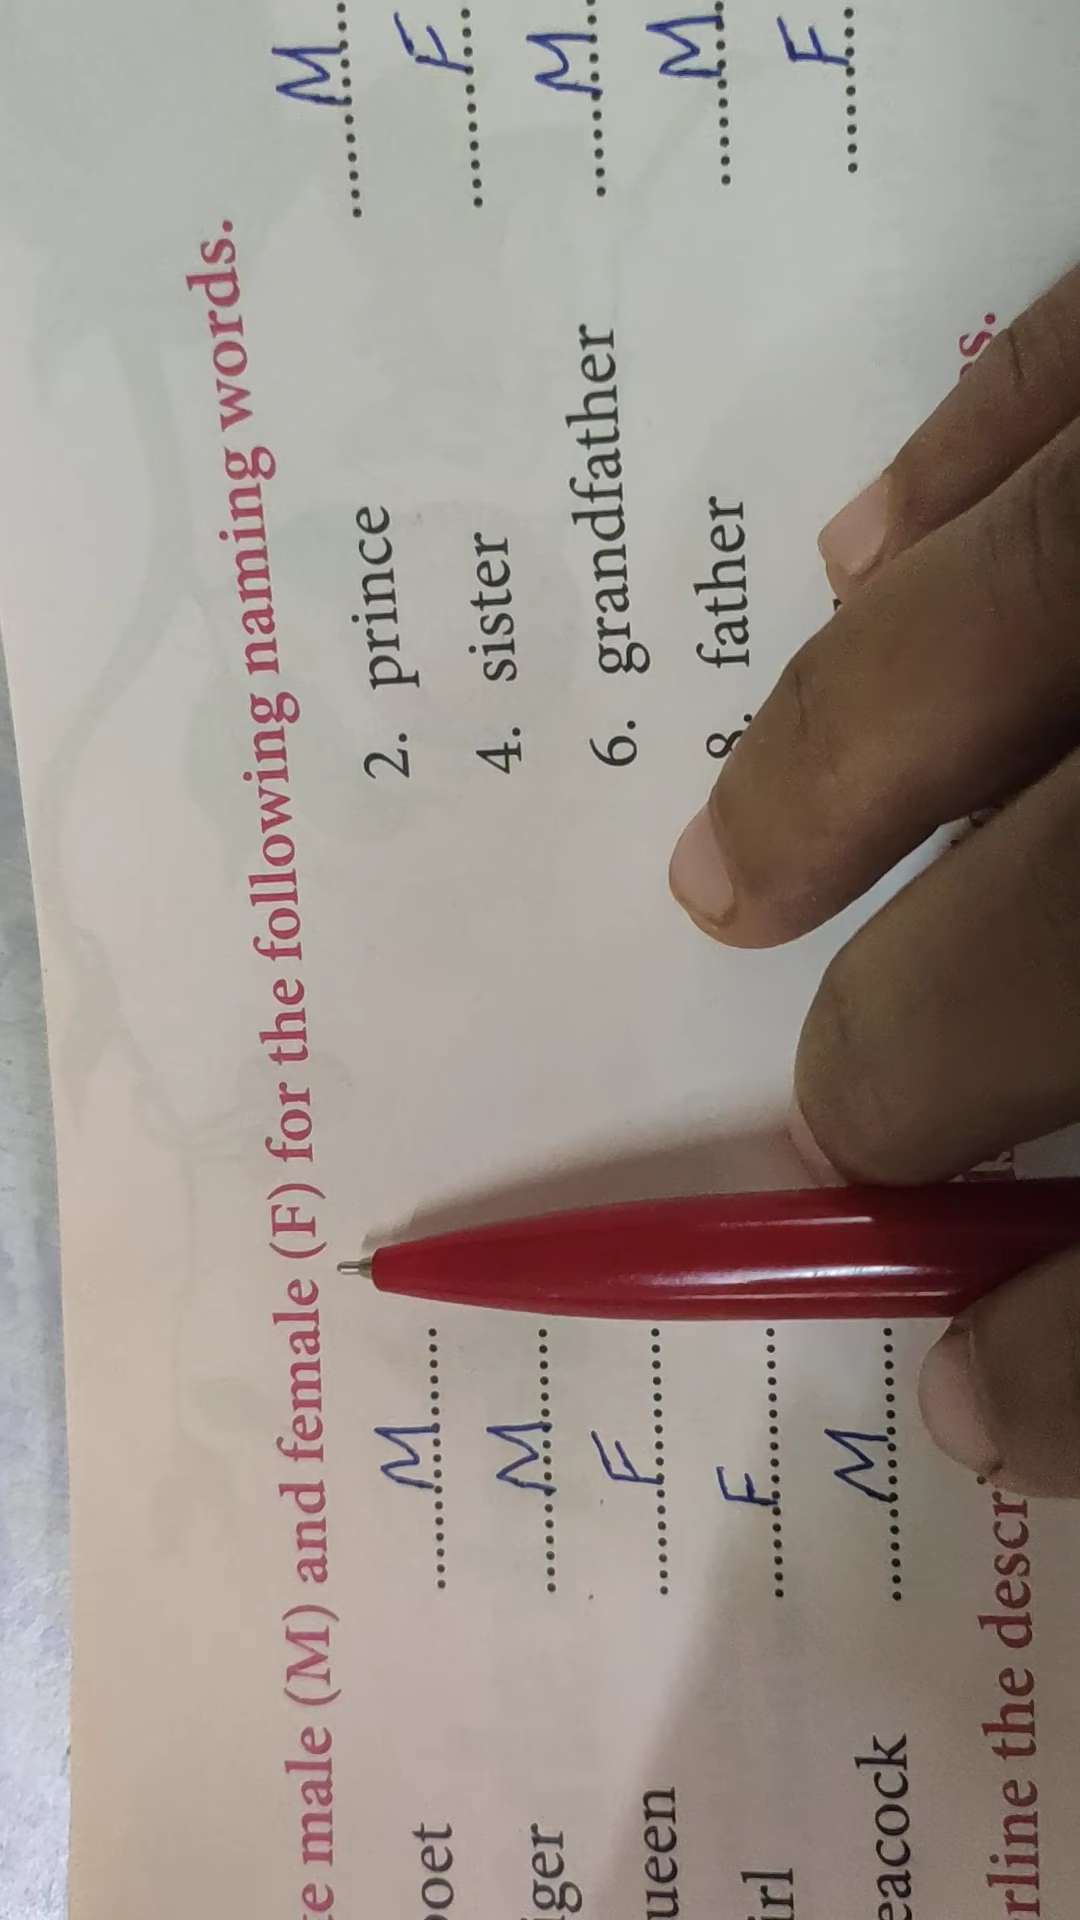 male (M) and female (F) for the following naming words.
oet ........M........ 2. prince ........M...
iger ........M........ 4. sister ........F...
ueen ........F........ 6. grandfather ........M...
irl ........F........ 8. father ........M...
eacock ........M........ ........F...
rline the descr